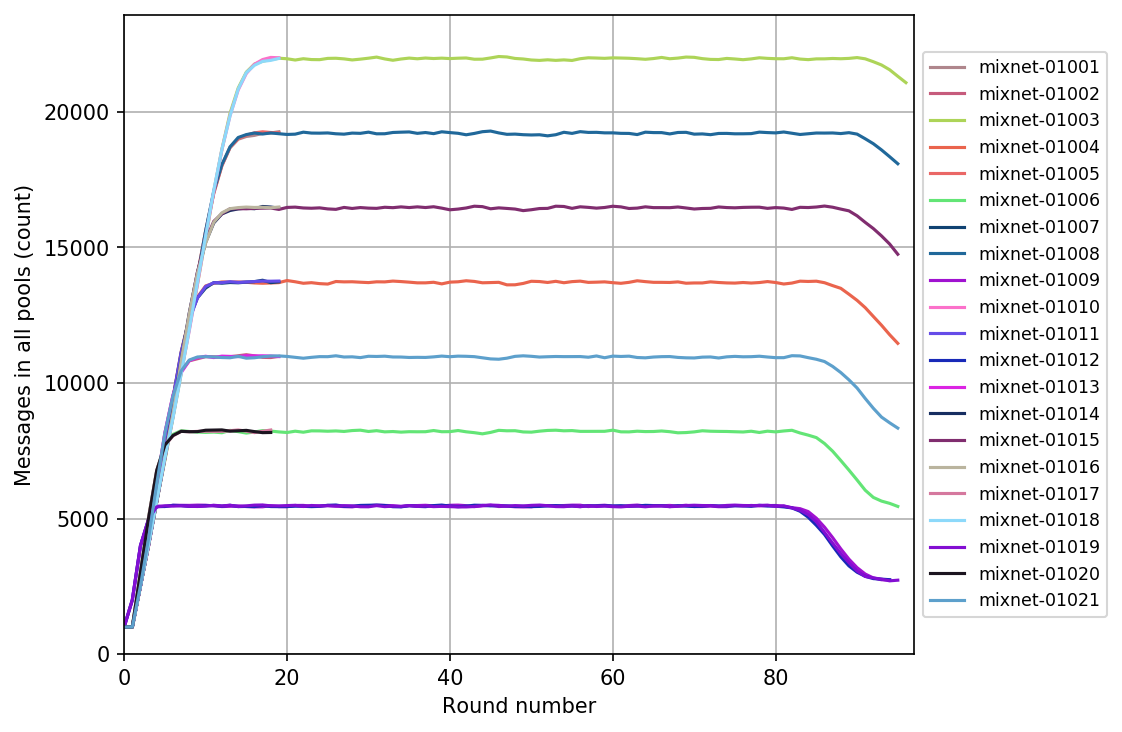 Messages in all pools (count)
20000
15000
10000
5000
0
0 20 40 60 80
Round number
mixnet-01001
mixnet-01002
mixnet-01003
mixnet-01004
mixnet-01005
mixnet-01006
mixnet-01007
mixnet-01008
mixnet-01009
mixnet-01010
mixnet-01011
mixnet-01012
mixnet-01013
mixnet-01014
mixnet-01015
mixnet-01016
mixnet-01017
mixnet-01018
mixnet-01019
mixnet-01020
mixnet-01021